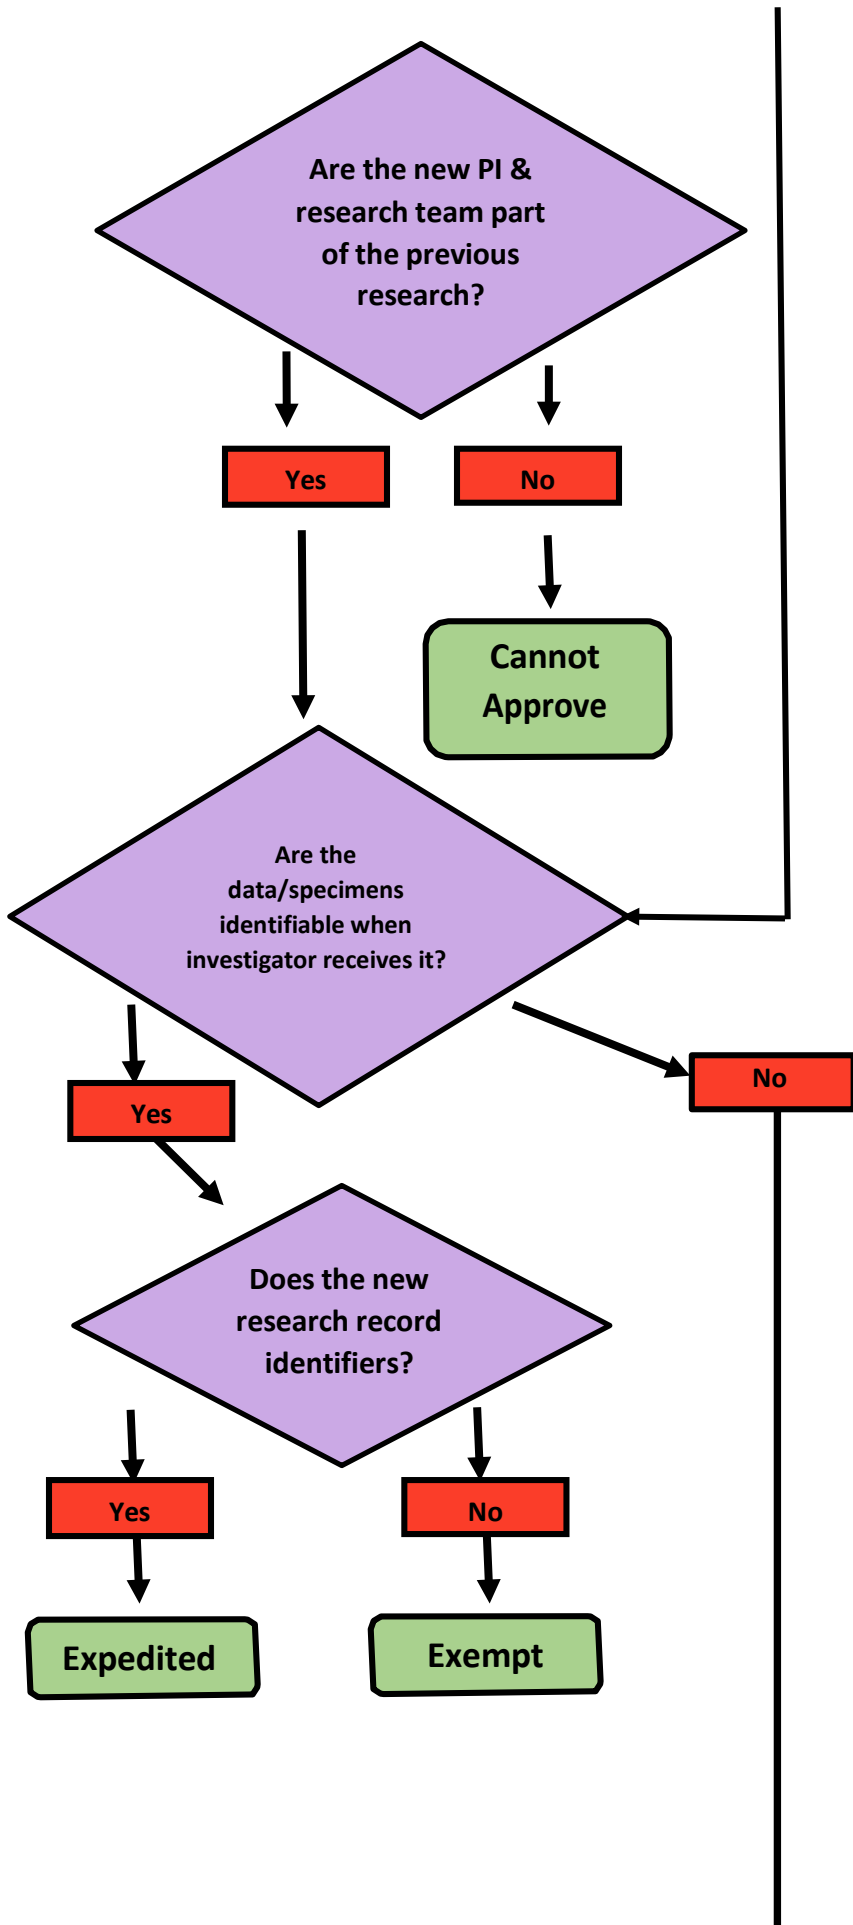 Are the new PI &
research team part
of the previous
research?
Yes
No
Cannot
Approve
Are the
data/specimens
identifiable when
investigator receives it?
No
Yes
Does the new
research record
identifiers?
Yes
No
Expedited
Exempt